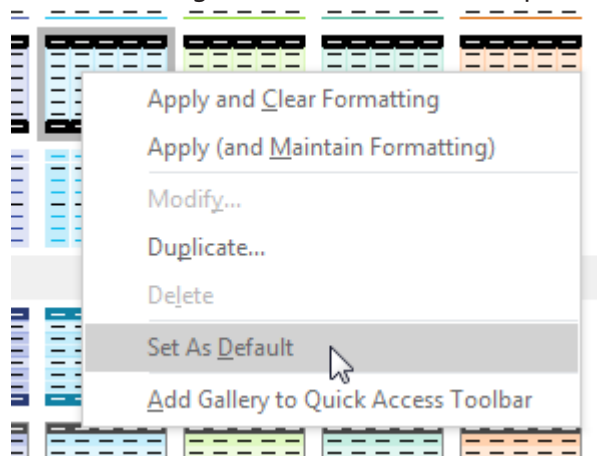 Apply and Clear Formatting
Apply (and Maintain Formatting)
Modify...
Duplicate...
Delete
Set As Default
Add Gallery to Quick Access Toolbar